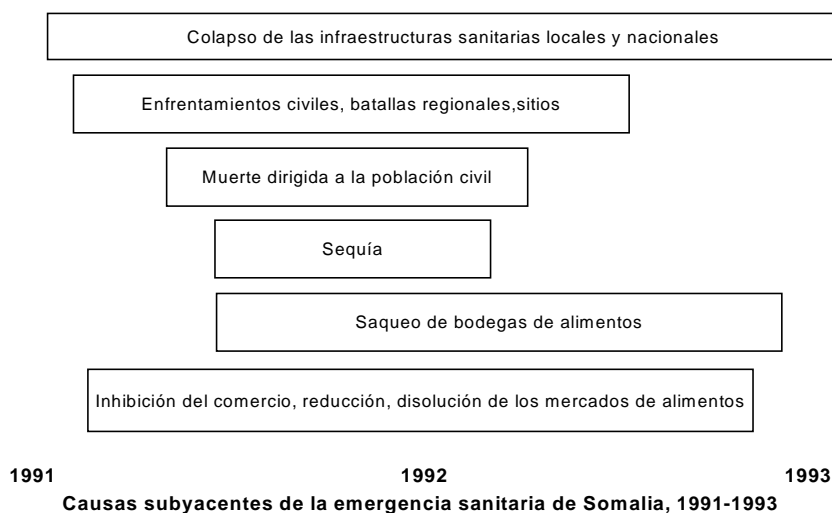 Colapso de las infraestructuras sanitarias locales y nacionales
Enfrentamientos civiles, batallas regionales,sitios
Muerte dirigida a la población civil
Sequía
Saqueo de bodegas de alimentos
Inhibición del comercio, reducción, disolución de los mercados de alimentos
1991 1992 1993
Causas subyacentes de la emergencia sanitaria de Somalia, 1991-1993